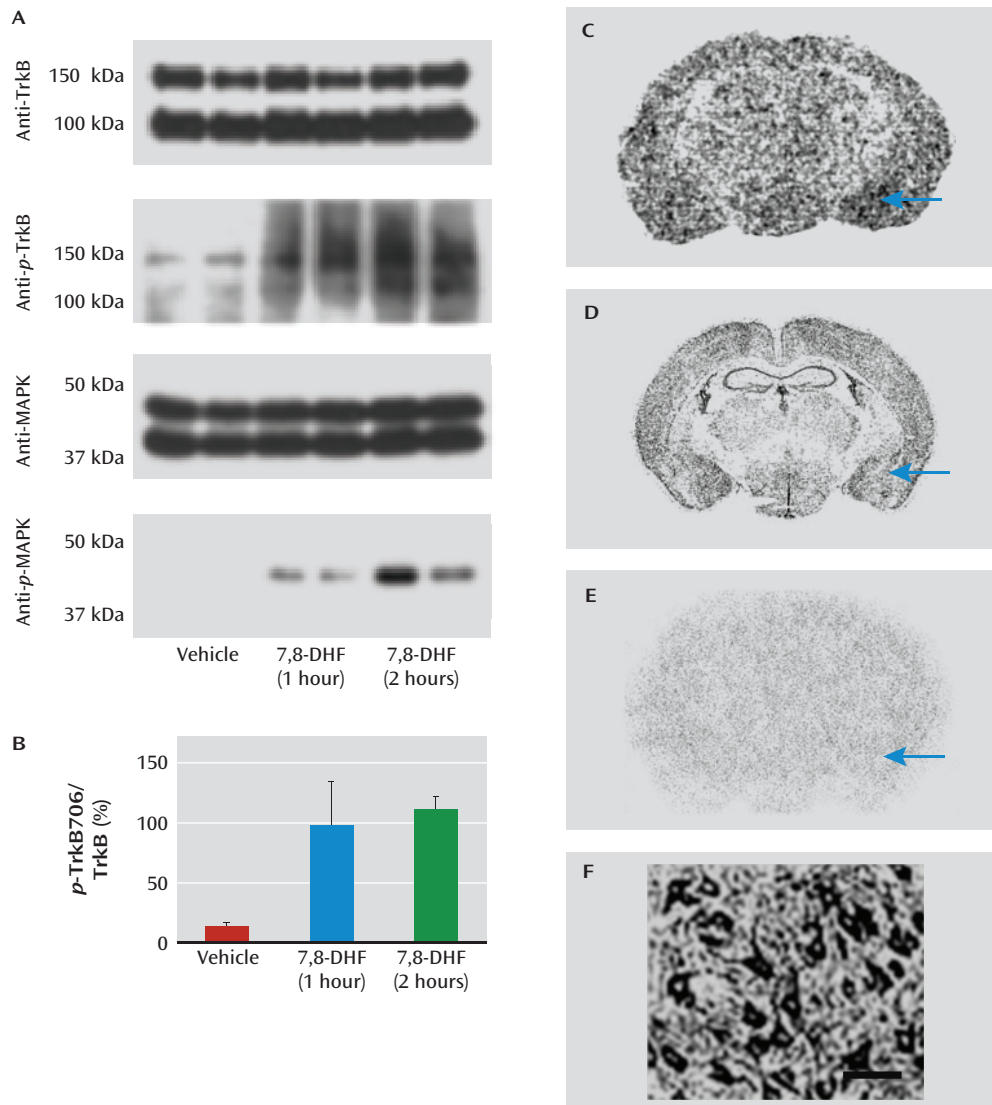 A
Anti-TrkB
150 kDa
100 kDa
Anti-p-TrkB
150 kDa
100 kDa
Anti-MAPK
50 kDa
37 kDa
Anti-p-MAPK
50 kDa
37 kDa
Vehicle
7,8-DHF
(1 hour)
7,8-DHF
(2 hours)
B
p-TrkB706/
TrkB (%)
150
100
50
0
Vehicle
7,8-DHF
(1 hour)
7,8-DHF
(2 hours)
C
D
E
F